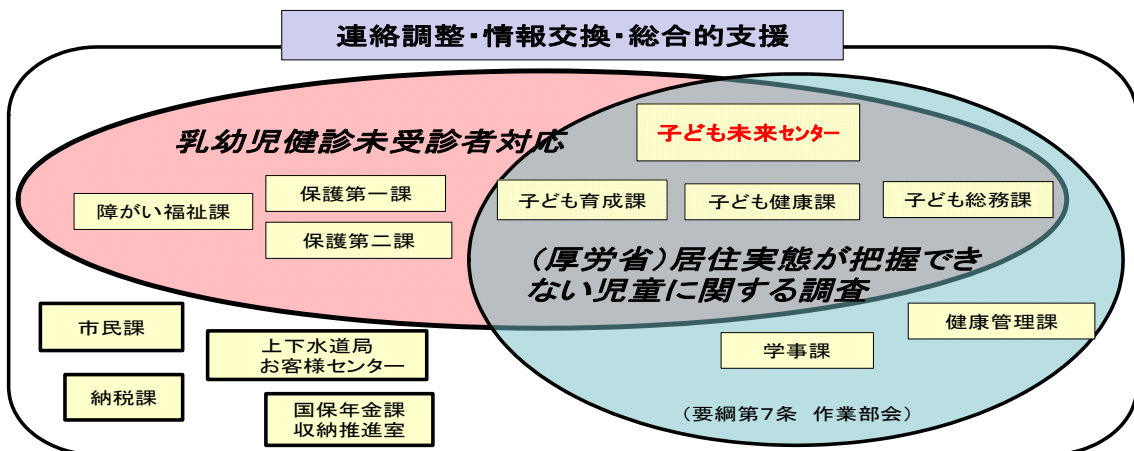 連絡調整・情報交換・総合的支援
乳幼児健診未受診者対応
子ども未来センター
障がい福祉課
保護第一課
保護第二課
子ども育成課
子ども健康課
子ども総務課
（厚労省）居住実態が把握でき
ない児童に関する調査
市民課
上下水道局
お客様センター
健康管理課
学事課
納税課
国保年金課
収納推進室
（要綱第７条　作業部会）